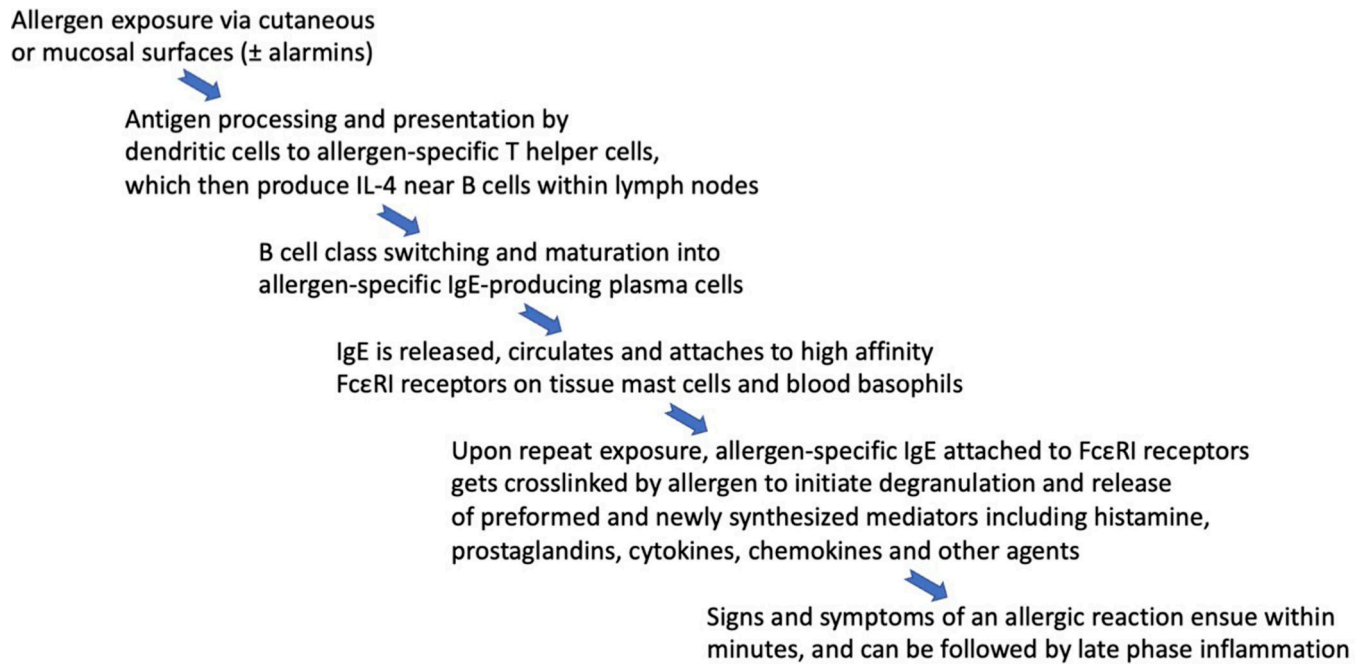 Allergen exposure via cutaneous
or mucosal surfaces (± alarmins)
Antigen processing and presentation by
dendritic cells to allergen-specific T helper cells,
which then produce IL-4 near B cells within lymph nodes
B cell class switching and maturation into
allergen-specific IgE-producing plasma cells
IgE is released, circulates and attaches to high affinity
FcεRI receptors on tissue mast cells and blood basophils
Upon repeat exposure, allergen-specific IgE attached to FcεRI receptors
gets crosslinked by allergen to initiate degranulation and release
of preformed and newly synthesized mediators including histamine,
prostaglandins, cytokines, chemokines and other agents
Signs and symptoms of an allergic reaction ensue within
minutes, and can be followed by late phase inflammation